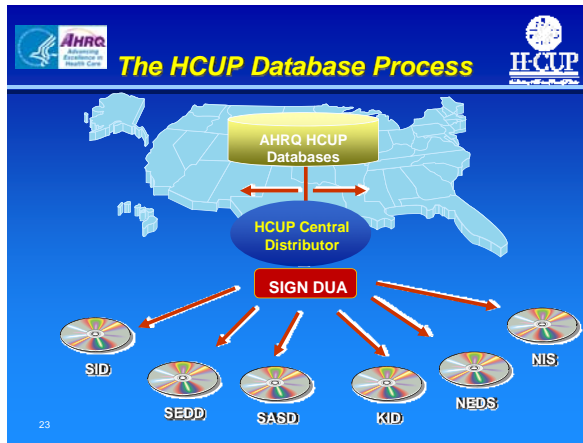 AHRQ
Advancing
Excellence in
Health Care
The HCUP Database Process
H·CUP
AHRQ HCUP
Databases
HCUP Central
Distributor
SIGN DUA
SID
SEDD
SASD
KID
NEDS
NIS
23